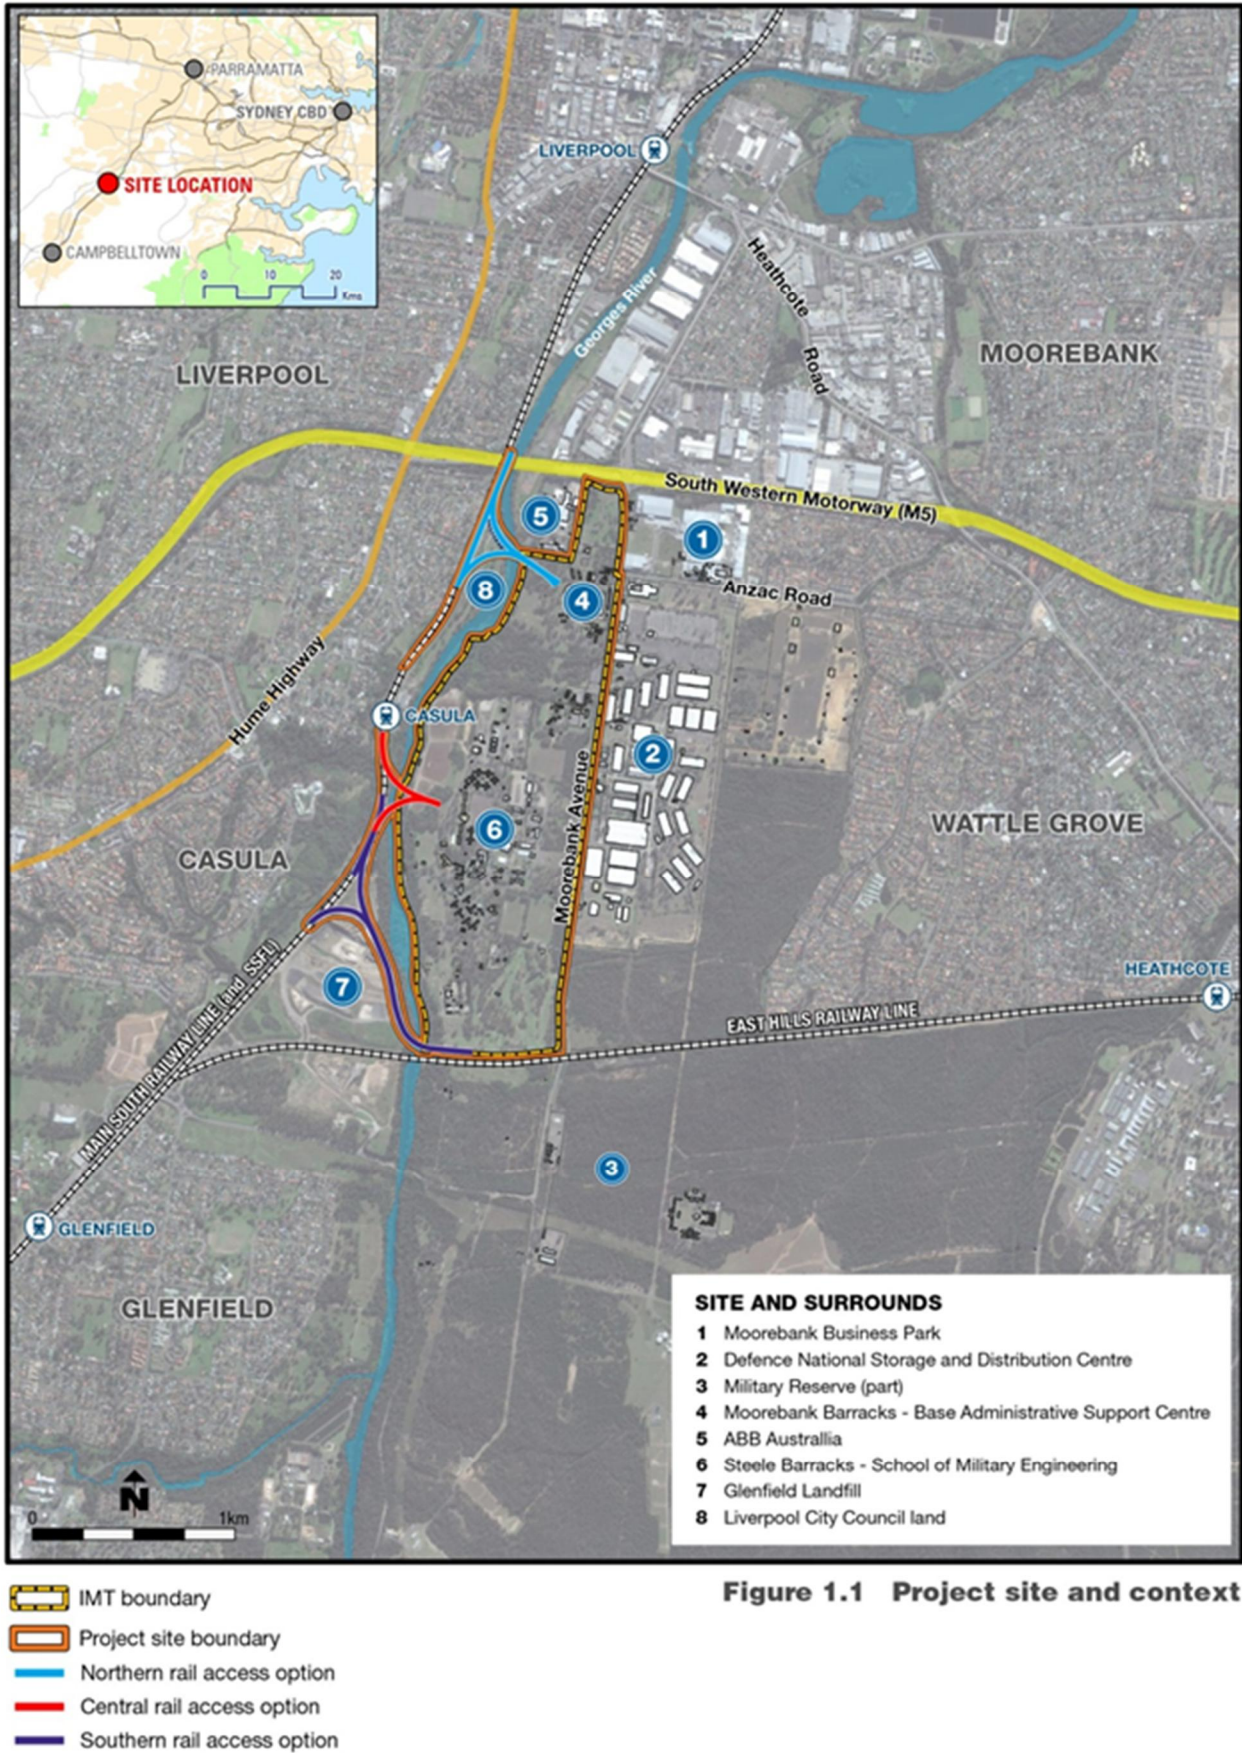 PARRAMATTA
SYDNEY CBD
SITE LOCATION
CAMPBELLTOWN
0 10 20
Kms
LIVERPOOL
Georges River
Heathcote
Road
MOOREBANK
LIVERPOOL
South Western Motorway (M5)
5
1
8
4
Anzac Road
Hume Highway
CASULA
2
Moorebank Avenue
6
WATTLE GROVE
CASULA
MAIN SOUTH RAILWAY LINE (and SSFL)
7
HEATHCOTE
EAST HILLS RAILWAY LINE
3
GLENFIELD
GLENFIELD
N
0 1km
SITE AND SURROUNDS
1 Moorebank Business Park
2 Defence National Storage and Distribution Centre
3 Military Reserve (part)
4 Moorebank Barracks - Base Administrative Support Centre
5 ABB Australlia
6 Steele Barracks - School of Military Engineering
7 Glenfield Landfill
8 Liverpool City Council land
Figure 1.1 Project site and context
IMT boundary
Project site boundary
Northern rail access option
Central rail access option
Southern rail access option